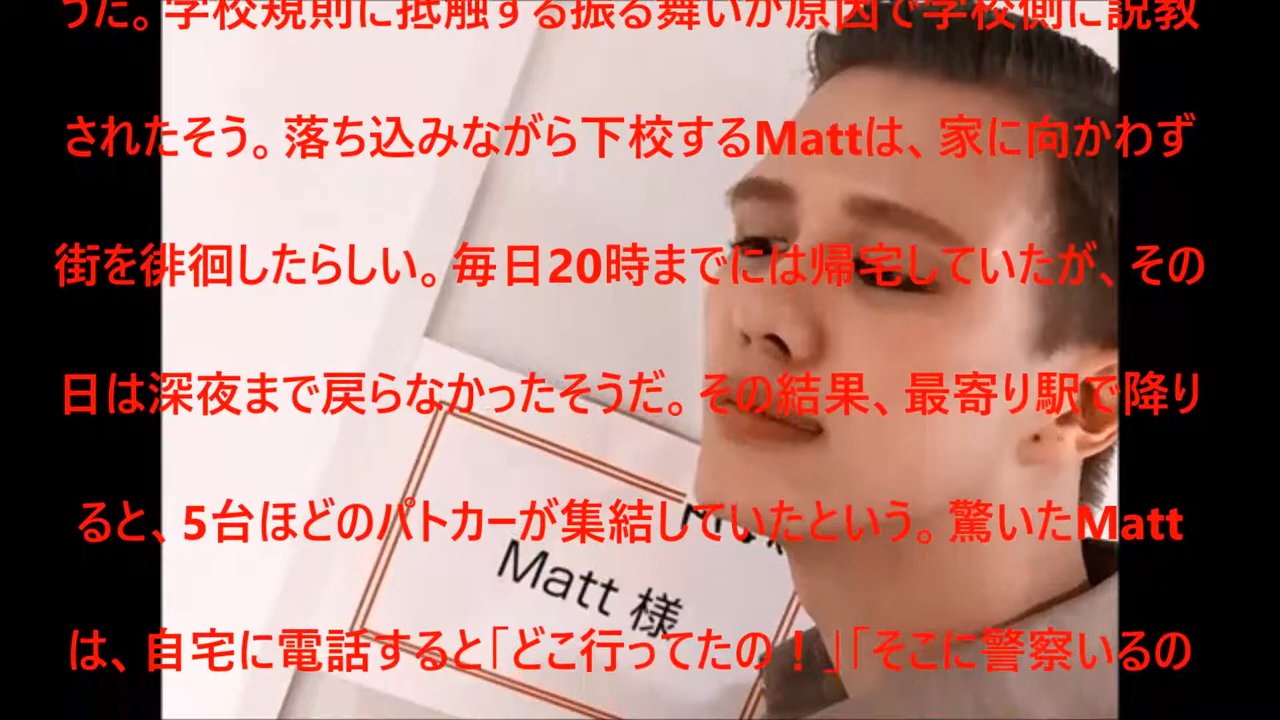 うだ。学校規則に抵触する振る舞いが原因で学校側に説教
されたそう。落ち込みながら下校するMattは、家に向かわず
街を徘徊したらしい。毎日20時までには帰宅していたが、その
日は深夜まで戻らなかったそうだ。その結果、最寄り駅で降り
ると、5台ほどのパトカーが集結していたという。驚いたMatt
は、自宅に電話すると「どこ行ってたの！」「そこに警察いるの
Matt 様